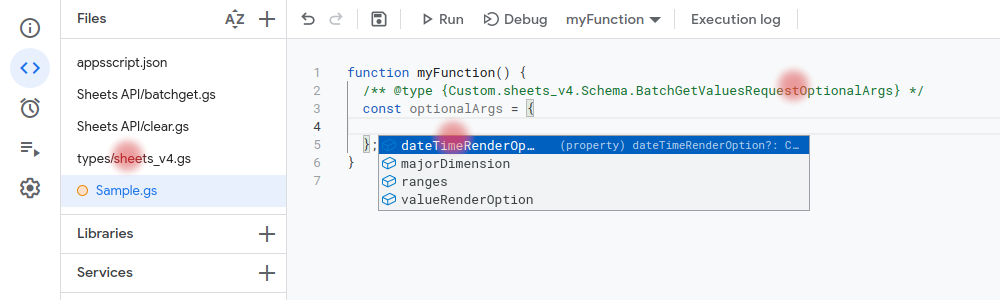 Files
AZ
Run
Debug
myFunction
Execution log
appsscript.json
Sheets API/batchget.gs
Sheets API/clear.gs
types/sheets_v4.gs
Sample.gs
Libraries
Services
1 function myFunction() {
2 /** @type {Custom.sheets_v4.Schema.BatchGetValuesRequestOptionalArgs} */
3 const optionalArgs = {
4
5 };
6 }
7
dateTimeRenderOp… (property) dateTimeRenderOption?: C…
majorDimension
ranges
valueRenderOption